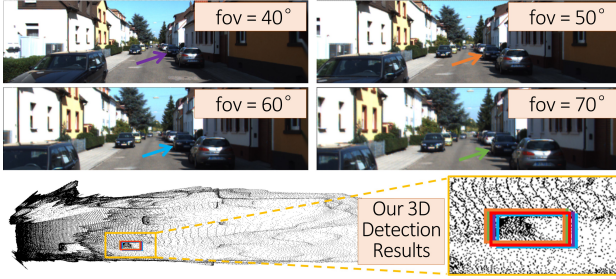 fov = 40°
fov = 50°
fov = 60°
fov = 70°
Our 3D
Detection
Results